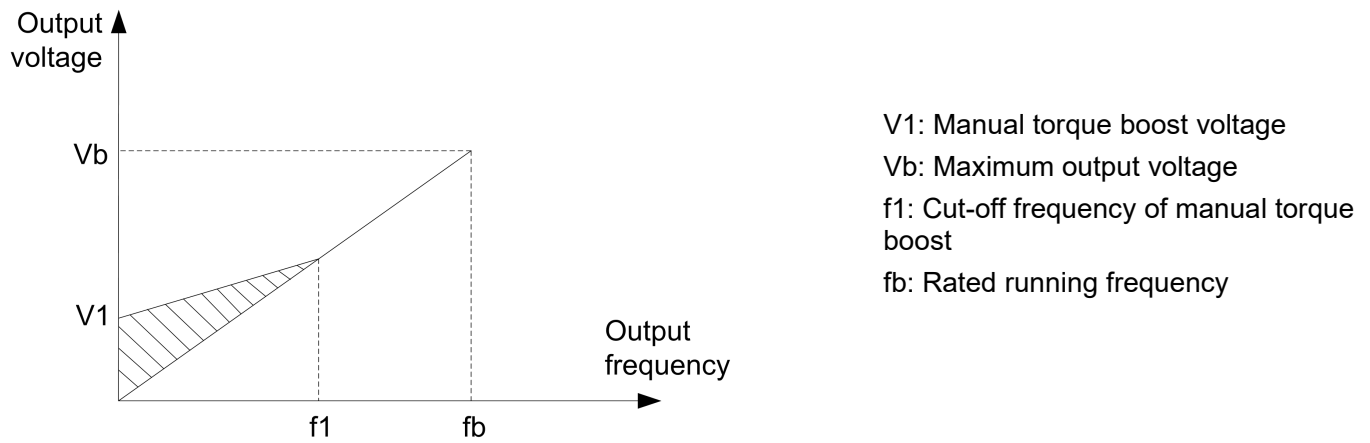 Output
voltage
Vb
V1
Output
frequency
f1
fb
V1: Manual torque boost voltage
Vb: Maximum output voltage
f1: Cut-off frequency of manual torque
boost
fb: Rated running frequency